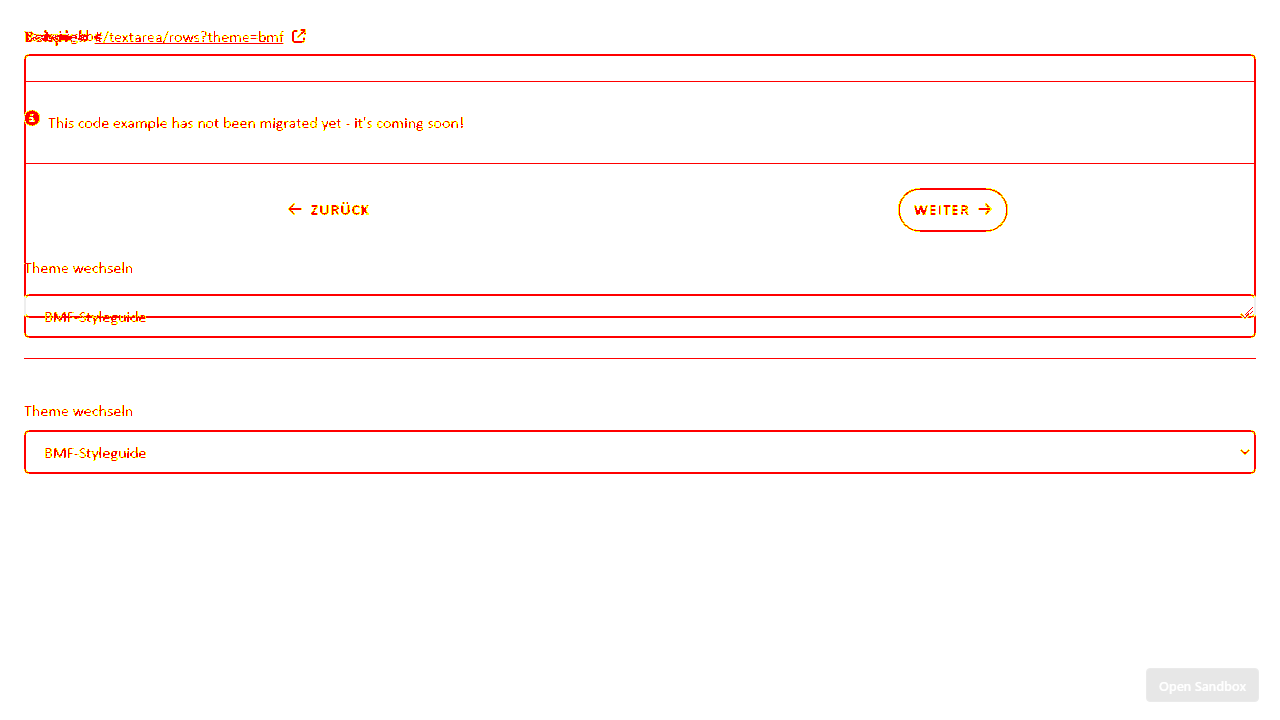 #/textarea/rows?theme=bmf
This code example has not been migrated yet - it's coming soon!
← ZURÜCK
WEITER →
Theme wechseln
BMF-Styleguide
Theme wechseln
BMF-Styleguide
Open Sandbox